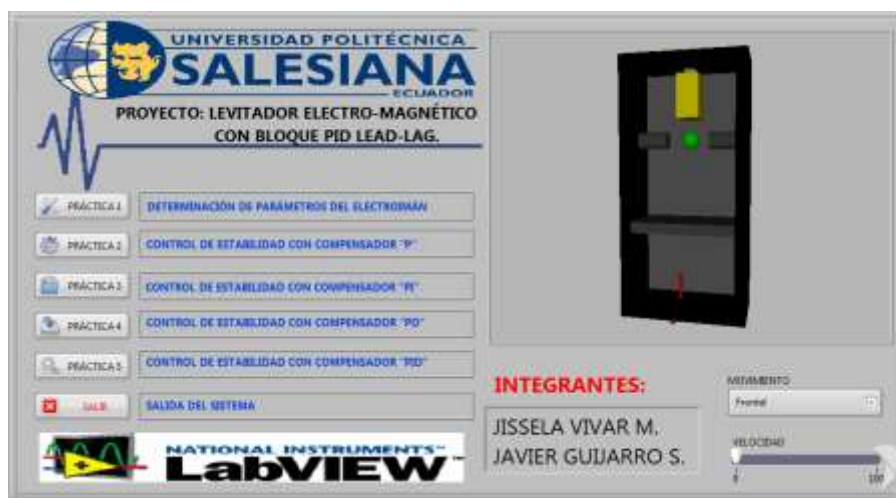 UNIVERSIDAD POLITÉCNICA
SALESIANA
ECUADOR
PROYECTO: LEVITADOR ELECTRO-MAGNÉTICO
CON BLOQUE PID LEAD-LAG.
PRÁCTICA 1
DETERMINACIÓN DE PARÁMETROS DEL ELECTROIMÁN
PRÁCTICA 2
CONTROL DE ESTABILIDAD CON COMPENSADOR "P"
PRÁCTICA 3
CONTROL DE ESTABILIDAD CON COMPENSADOR "PI"
PRÁCTICA 4
CONTROL DE ESTABILIDAD CON COMPENSADOR "PD"
PRÁCTICA 5
CONTROL DE ESTABILIDAD CON COMPENSADOR "PID"
SALIR
SALIDA DEL SISTEMA
NATIONAL INSTRUMENTS™
LabVIEW™
INTEGRANTES:
JISSELA VIVAR M.
JAVIER GUIJARRO S.
MOVIMIENTO
Frontal
VELOCIDAD
0 100